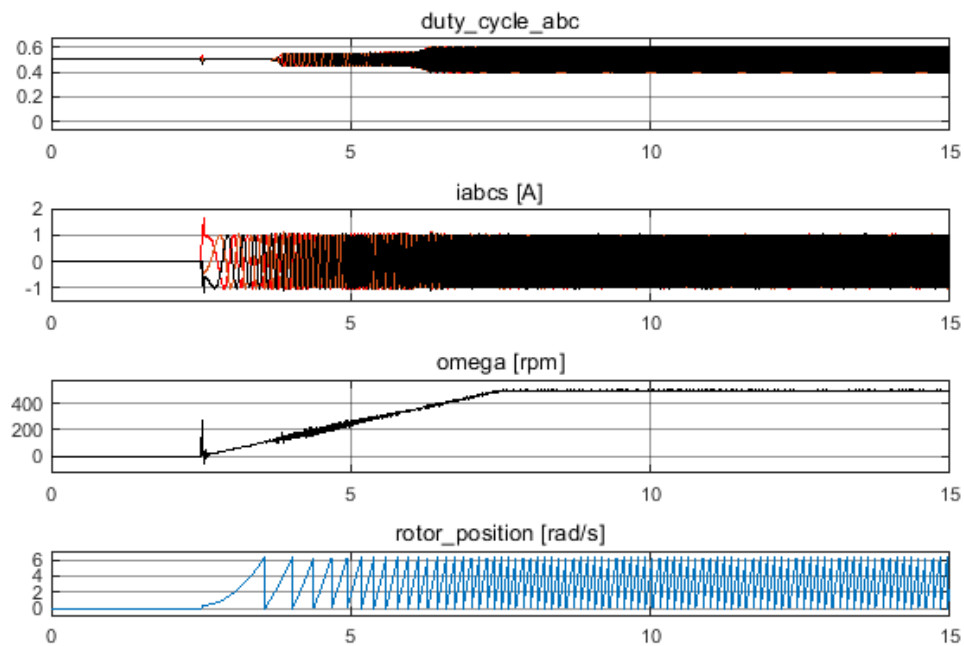 duty_cycle_abc
0.6
0.4
0.2
0
0 5 10 15
iabcs [A]
2
1
0
-1
0 5 10 15
omega [rpm]
400
200
0
0 5 10 15
rotor_position [rad/s]
6
4
2
0
0 5 10 15